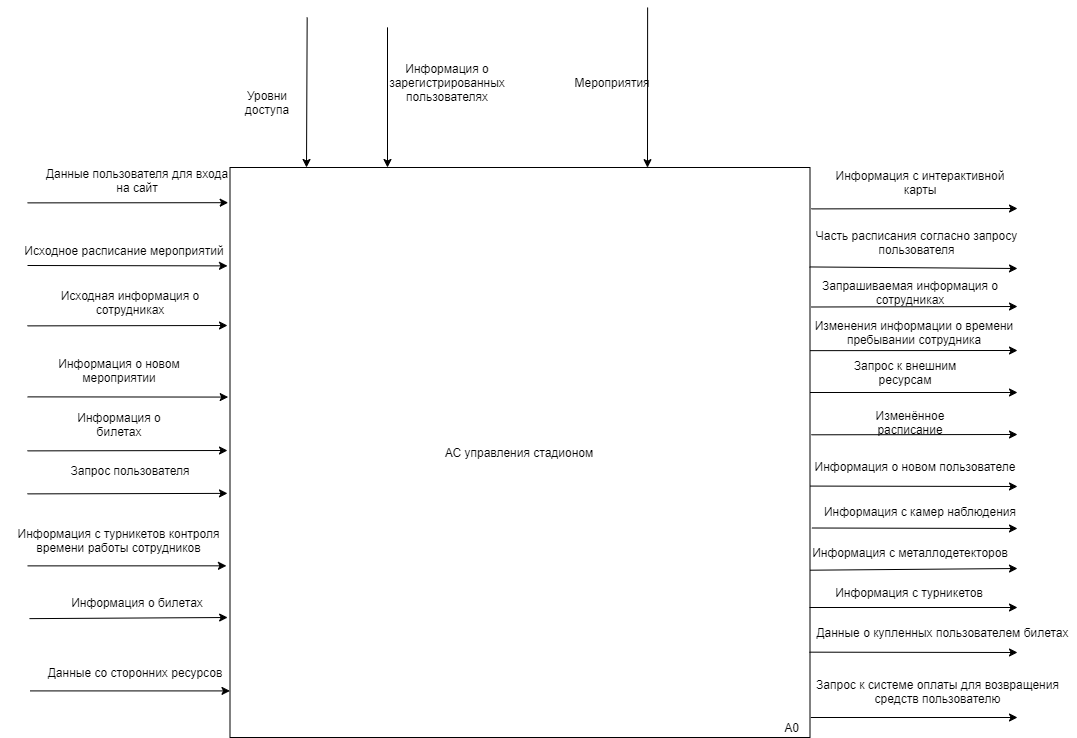 Уровни
доступа
Информация о
зарегистрированных
пользователях
Мероприятия
Данные пользователя для входа
на сайт
Исходное расписание мероприятий
Исходная информация о
сотрудниках
Информация о новом
мероприятии
Информация о
билетах
Запрос пользователя
Информация с турникетов контроля
времени работы сотрудников
Информация о билетах
Данные со сторонних ресурсов
АС управления стадионом
A0
Информация с интерактивной
карты
Часть расписания согласно запросу
пользователя
Запрашиваемая информация о
сотрудниках
Изменения информации о времени
пребывании сотрудника
Запрос к внешним
ресурсам
Изменённое
расписание
Информация о новом пользователе
Информация с камер наблюдения
Информация с металлодетекторов
Информация с турникетов
Данные о купленных пользователем билетах
Запрос к системе оплаты для возвращения
средств пользователю